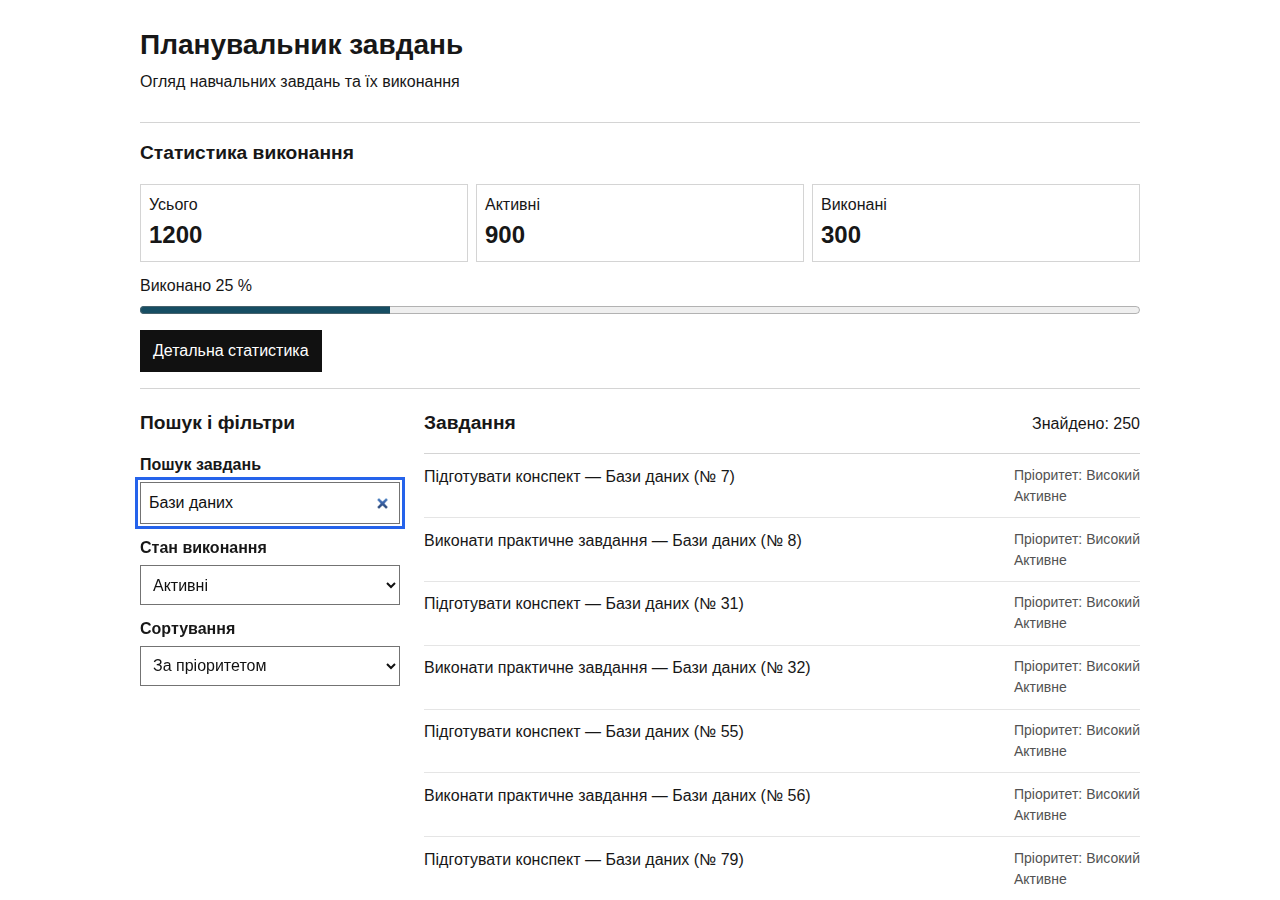 Планувальник завдань
Огляд навчальних завдань та їх виконання
Статистика виконання
Усього
1200
Активні
900
Виконані
300
Виконано 25 %
Детальна статистика
Пошук і фільтри
Пошук завдань
Бази даних
Стан виконання
Активні
Сортування
За пріоритетом
Завдання
Знайдено: 250
Підготувати конспект — Бази даних (№ 7)
Пріоритет: Високий
Активне
Виконати практичне завдання — Бази даних (№ 8)
Пріоритет: Високий
Активне
Підготувати конспект — Бази даних (№ 31)
Пріоритет: Високий
Активне
Виконати практичне завдання — Бази даних (№ 32)
Пріоритет: Високий
Активне
Підготувати конспект — Бази даних (№ 55)
Пріоритет: Високий
Активне
Виконати практичне завдання — Бази даних (№ 56)
Пріоритет: Високий
Активне
Підготувати конспект — Бази даних (№ 79)
Пріоритет: Високий
Активне